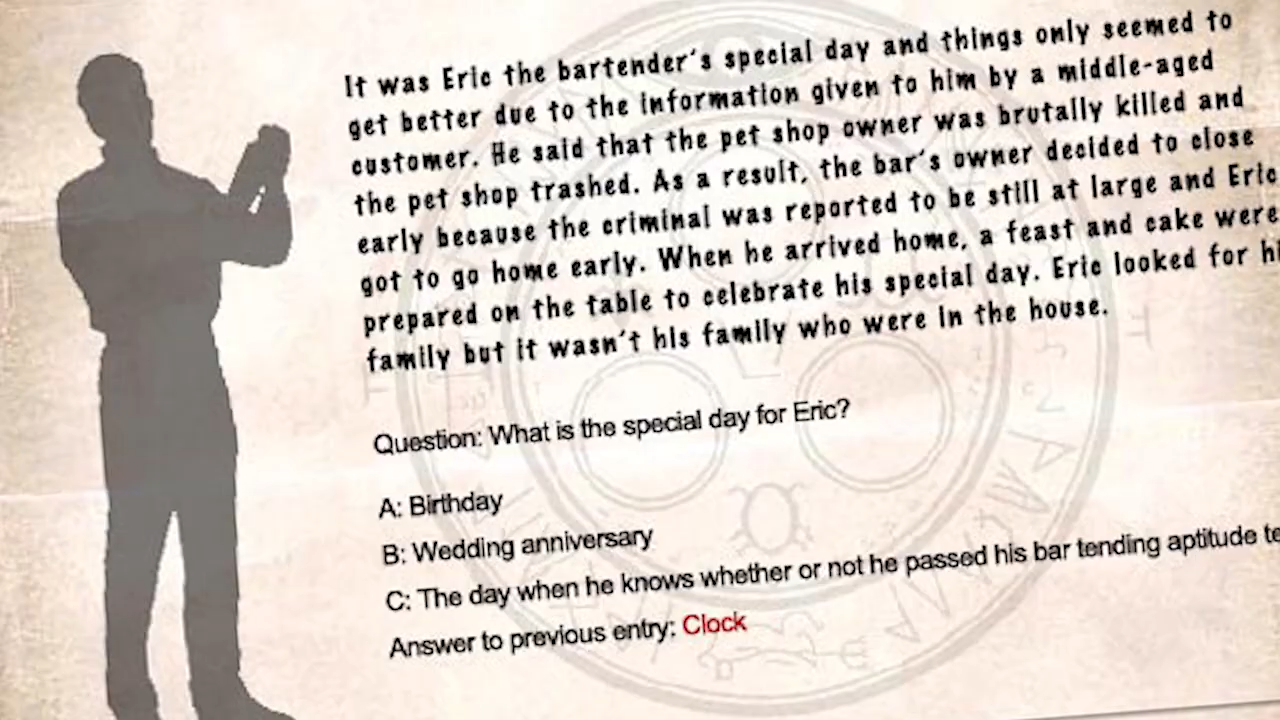 It was Eric the bartender's special day and things only seemed to
get better due to the information given to him by a middle-aged
customer. He said that the pet shop owner was brutally killed and
the pet shop trashed. As a result, the bar's owner decided to close
early because the criminal was reported to be still at large and Eric
got to go home early. When he arrived home, a feast and cake were
prepared on the table to celebrate his special day. Eric looked for hi
family but it wasn't his family who were in the house.
Question: What is the special day for Eric?
A: Birthday
B: Wedding anniversary
C: The day when he knows whether or not he passed his bar tending aptitude te
Answer to previous entry: Clock